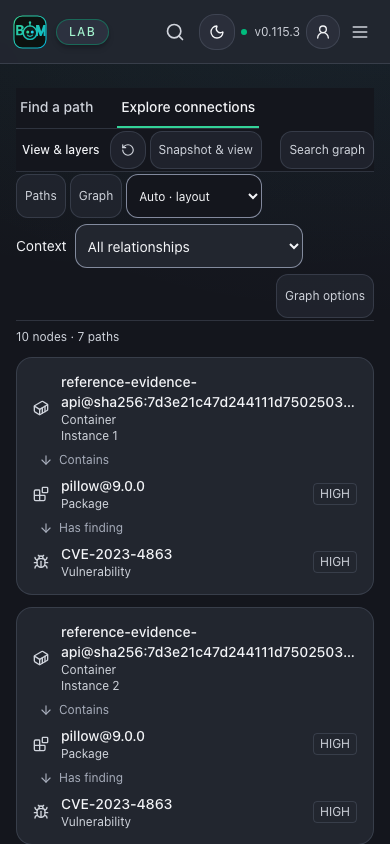 BOM LAB v0.115.3
Find a path Explore connections
View & layers Snapshot & view Search graph
Paths Graph Auto · layout
Context All relationships
Graph options
10 nodes · 7 paths
reference-evidence-
api@sha256:7d3e21c47d244111d7502503...
Container
Instance 1
Contains
pillow@9.0.0 HIGH
Package
Has finding
CVE-2023-4863 HIGH
Vulnerability
reference-evidence-
api@sha256:7d3e21c47d244111d7502503...
Container
Instance 2
Contains
pillow@9.0.0 HIGH
Package
Has finding
CVE-2023-4863 HIGH
Vulnerability